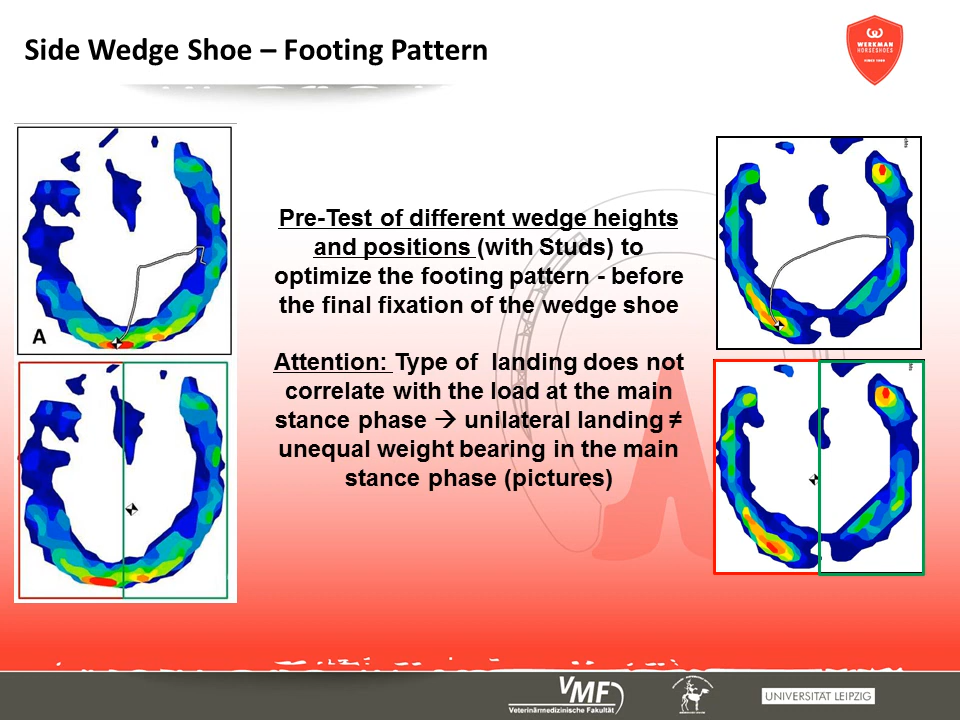 Side Wedge Shoe – Footing Pattern
WERKMAN
HORSESHOES
A
Pre-Test of different wedge heights
and positions (with Studs) to
optimize the footing pattern - before
the final fixation of the wedge shoe
Attention: Type of landing does not
correlate with the load at the main
stance phase → unilateral landing ≠
unequal weight bearing in the main
stance phase (pictures)
VMF
Veterinärmedizinische Fakultät
UNIVERSITÄT LEIPZIG